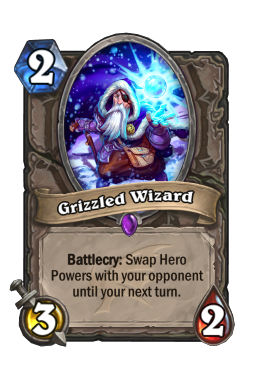 2
Grizzled Wizard
Battlecry: Swap Hero
Powers with your opponent
until your next turn.
3
2